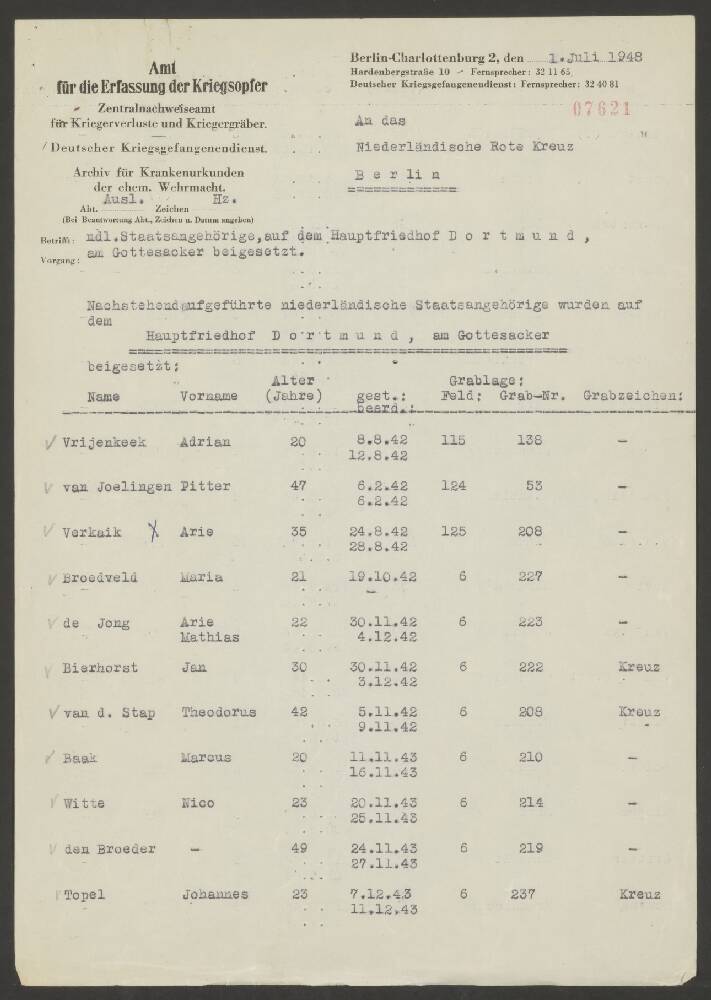 Amt
für die Erfassung der Kriegsopfer
Zentralnachweiseamt
für Kriegerverluste und Kriegergräber.
Deutscher Kriegsgefangenendienst.
Archiv für Krankenurkunden
der ehem. Wehrmacht.
Ausl. Hz.
Abt. Zeichen
(Bei Beantwortung Abt., Zeichen u. Datum angeben)
Berlin-Charlottenburg 2, den 1. Juli 1948
Hardenbergstraße 10 - Fernsprecher: 32 11 65
Deutscher Kriegsgefangenendienst: Fernsprecher: 32 40 81
07621
An das
Niederländische Rote Kreuz
B e r li n
Betrifft: ndl.Staatsangehörige,auf dem Hauptfriedhof D o r t m u n d ,
Vorgang: am Gottesacker beigesetzt.
Nachstehend aufgeführte niederländische Staatsangehörige wurden auf
dem
Hauptfriedhof D o r t m u n d , am Gottesacker
beigesetzt;
Alter Grablage;
Name Vorname (Jahre) gest.: Feld; Grab-Nr. Grabzeichen:
beerd.:
Vrijenkeek Adrian 20 8.8.42 115 138 -
12.8.42
van Joelingen Pitter 47 6.2.42 124 53 -
6.2.42
Verkaik X Arie 35 24.8.42 125 208 -
28.8.42
Broedveld Maria 21 19.10.42 6 227 -
-
de Jong Arie 22 30.11.42 6 223 -
Mathias 4.12.42
Bierhorst Jan 30 30.11.42 6 222 Kreuz
3.12.42
van d. Stap Theodorus 42 5.11.42 6 208 Kreuz
9.11.42
Baak Marcus 20 11.11.43 6 210 -
16.11.43
Witte Nico 23 20.11.43 6 214 -
25.11.43
den Broeder - 49 24.11.43 6 219 -
27.11.43
Topel Johannes 23 7.12.43 6 237 Kreuz
11.12.43